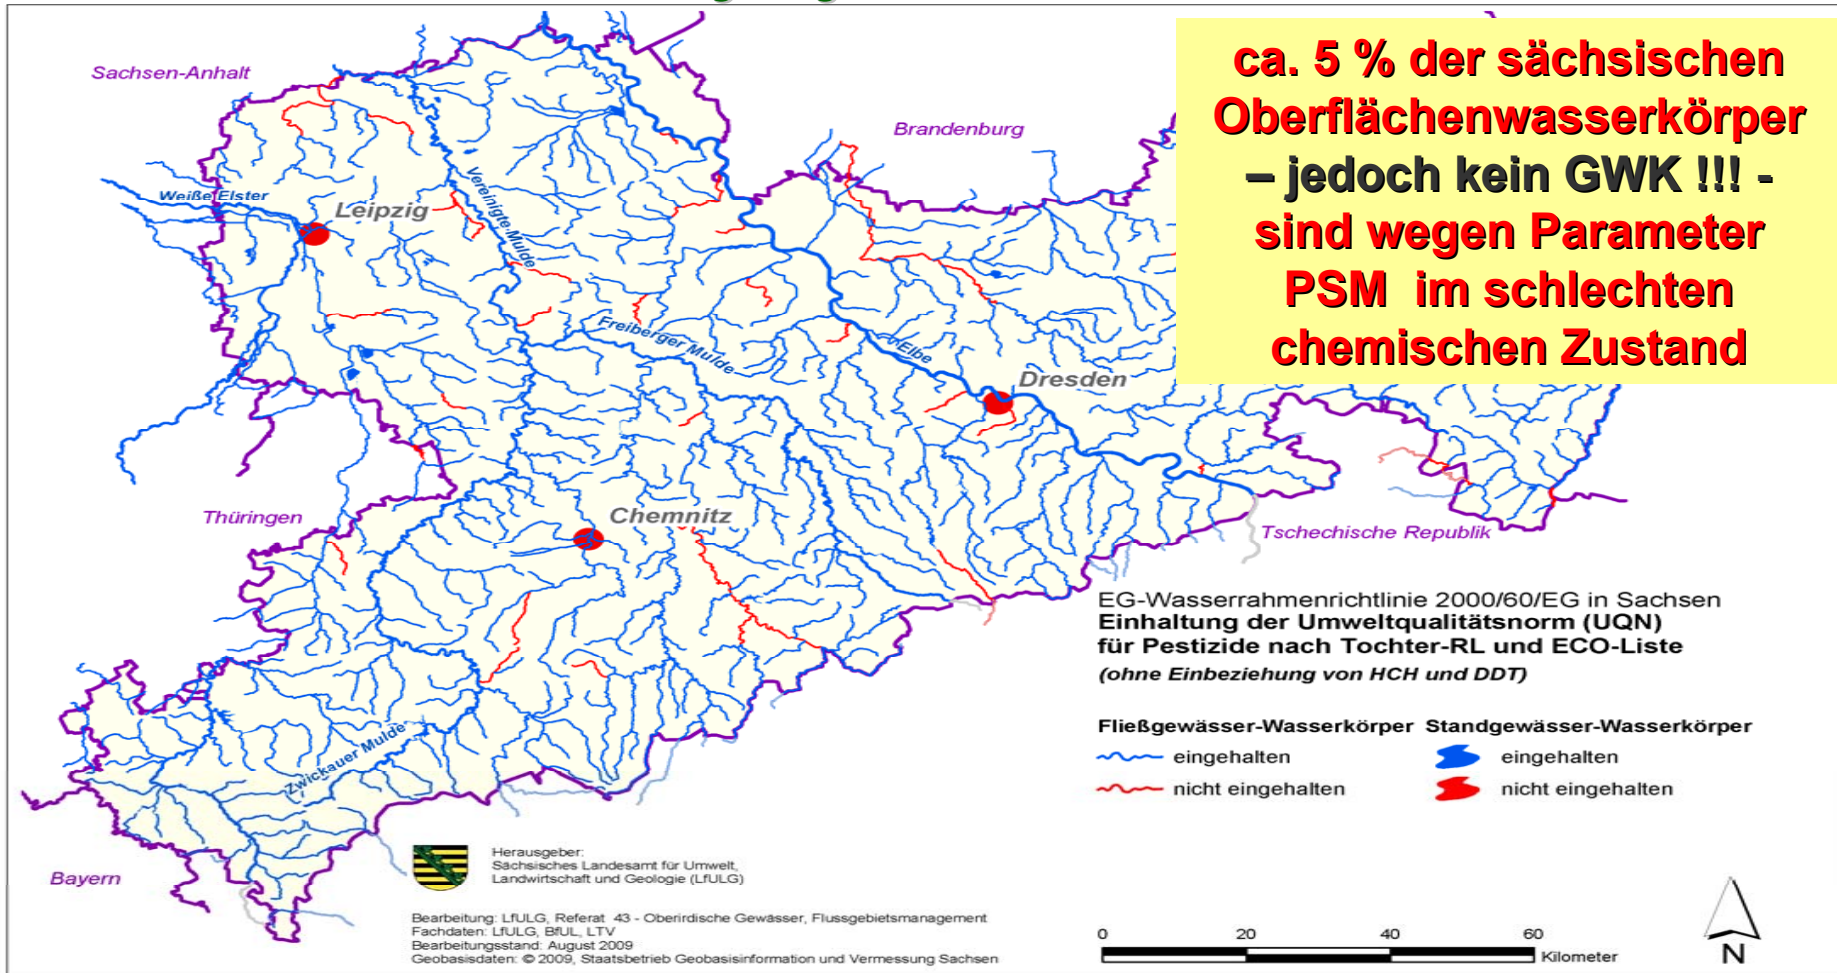 Sachsen-Anhalt
Brandenburg
ca. 5 % der sächsischen
Oberflächenwasserkörper
– jedoch kein GWK !!! -
sind wegen Parameter
PSM im schlechten
chemischen Zustand
Weiße Elster
Leipzig
Vereinigte Mulde
Freiberger Mulde
Elbe
Dresden
Thüringen
Chemnitz
Tschechische Republik
Zwickauer Mulde
Bayern
EG-Wasserrahmenrichtlinie 2000/60/EG in Sachsen
Einhaltung der Umweltqualitätsnorm (UQN)
für Pestizide nach Tochter-RL und ECO-Liste
(ohne Einbeziehung von HCH und DDT)
Fließgewässer-Wasserkörper Standgewässer-Wasserkörper
eingehalten eingehalten
nicht eingehalten nicht eingehalten
Herausgeber:
Sächsisches Landesamt für Umwelt,
Landwirtschaft und Geologie (LfULG)
Bearbeitung: LfULG, Referat 43 - Oberirdische Gewässer, Flussgebietsmanagement
Fachdaten: LfULG, BfUL, LTV
Bearbeitungsstand: August 2009
Geobasisdaten: © 2009, Staatsbetrieb Geobasisinformation und Vermessung Sachsen
0 20 40 60
Kilometer
N